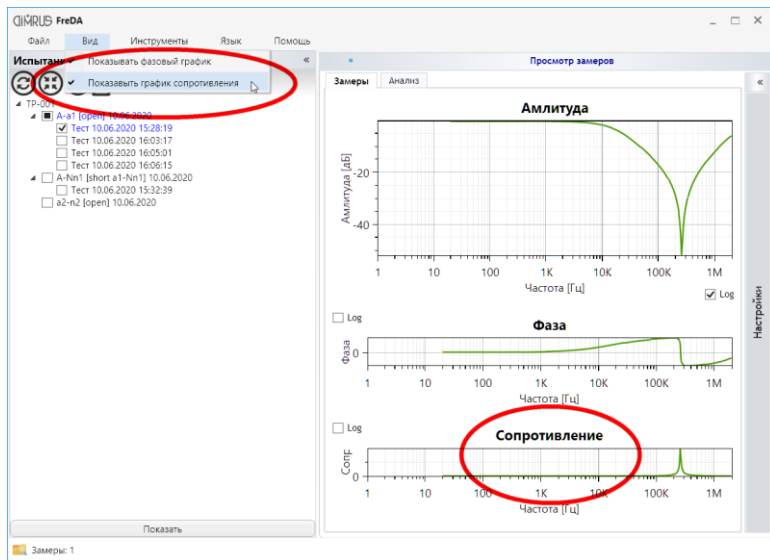 DIMRUS FreDA
Файл Вид Инструменты Язык Помощь
Показывать фазовый график
Показавыть график сопротивления
TP-001
A-a1 [open] 10.06.2020
Тест 10.06.2020 15:28:19
Тест 10.06.2020 16:03:17
Тест 10.06.2020 16:05:01
Тест 10.06.2020 16:06:15
A-Nn1 [short a1-Nn1] 10.06.2020
Тест 10.06.2020 15:32:39
a2-n2 [open] 10.06.2020
Показать
Замеры: 1
Просмотр замеров
Замеры Анализ
Амлитуда
Амлитуда [дБ]
-20
-40
1 10 100 1K 10K 100K 1M
Частота [Гц]
Log
Log
Фаза
Фаза
0
1 10 100 1K 10K 100K 1M
Частота [Гц]
Log
Сопротивление
Сопр
0
1 10 100 1K 10K 100K 1M
Частота [Гц]
Настройки